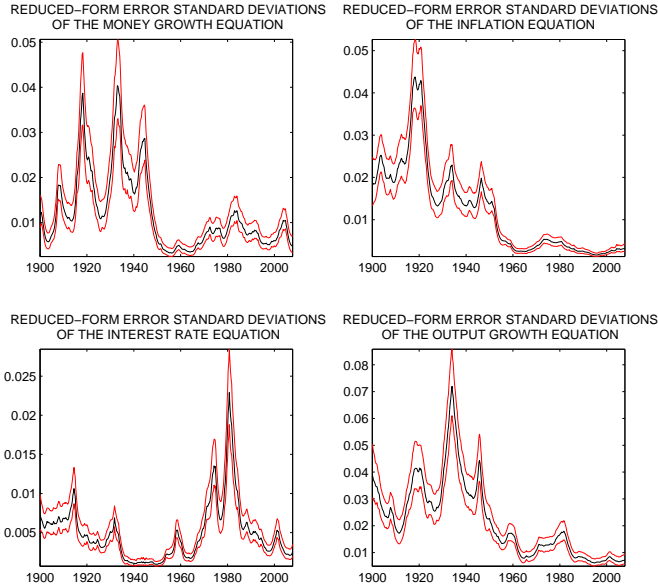 REDUCED−FORM ERROR STANDARD DEVIATIONS
OF THE MONEY GROWTH EQUATION
0.05
0.04
0.03
0.02
0.01
1900 1920 1940 1960 1980 2000
REDUCED−FORM ERROR STANDARD DEVIATIONS
OF THE INFLATION EQUATION
0.05
0.04
0.03
0.02
0.01
1900 1920 1940 1960 1980 2000
REDUCED−FORM ERROR STANDARD DEVIATIONS
OF THE INTEREST RATE EQUATION
0.025
0.02
0.015
0.01
0.005
1900 1920 1940 1960 1980 2000
REDUCED−FORM ERROR STANDARD DEVIATIONS
OF THE OUTPUT GROWTH EQUATION
0.08
0.07
0.06
0.05
0.04
0.03
0.02
0.01
1900 1920 1940 1960 1980 2000